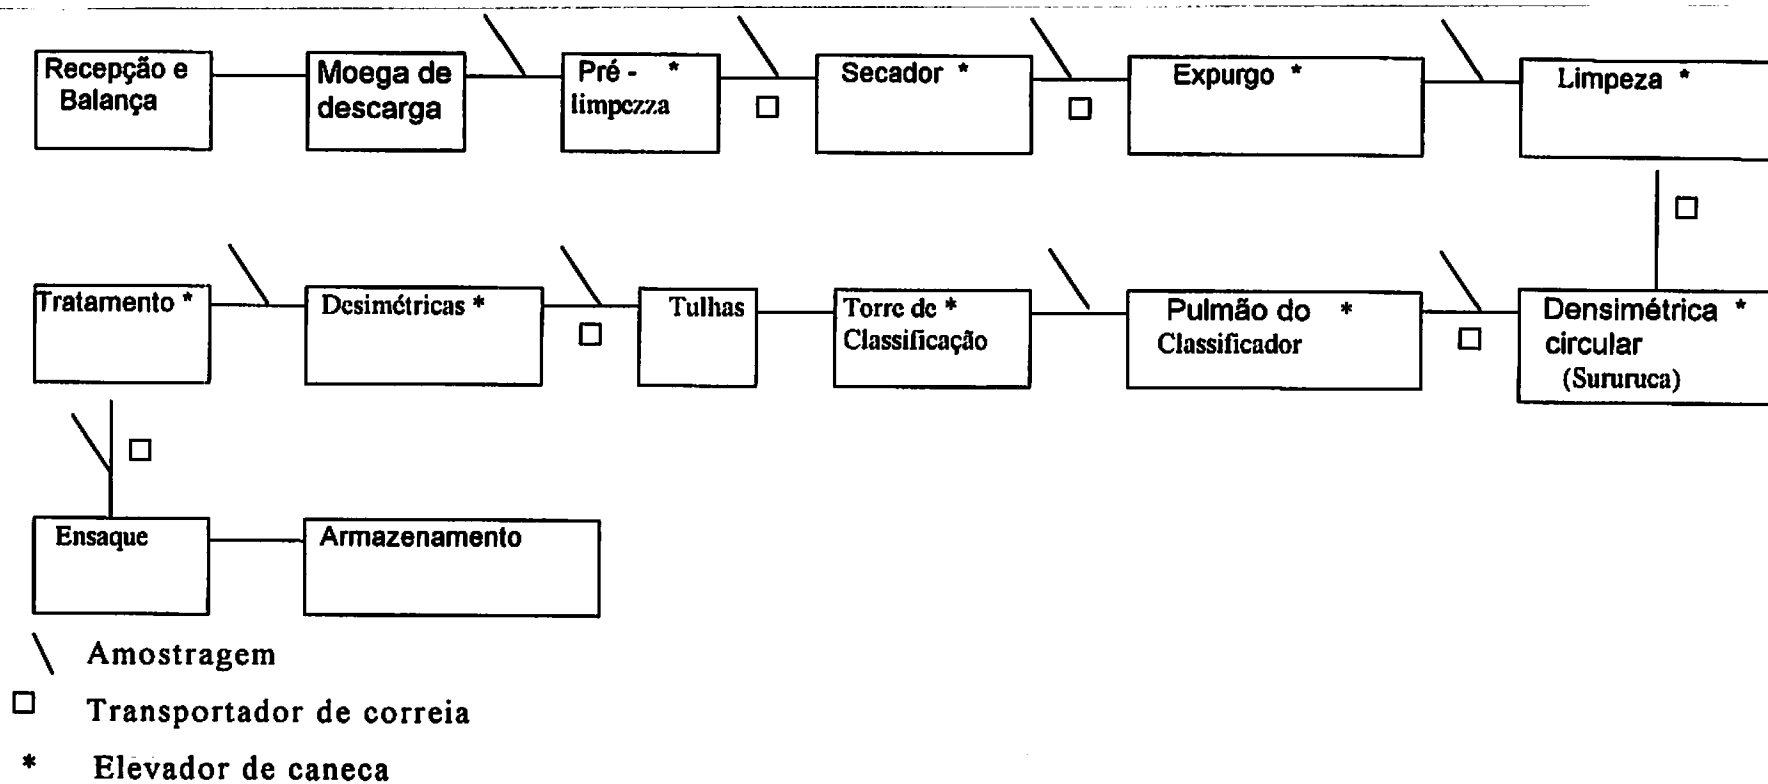 Recepção e
Balança
Moega de
descarga
Pré - *
limpezza
Secador *
Expurgo *
Limpeza *
Tratamento *
Desimétricas *
Tulhas
Torre de *
Classificação
Pulmão do *
Classificador
Densimétrica *
circular
(Sururuca)
Ensaque
Armazenamento
\ Amostragem
□ Transportador de correia
* Elevador de caneca